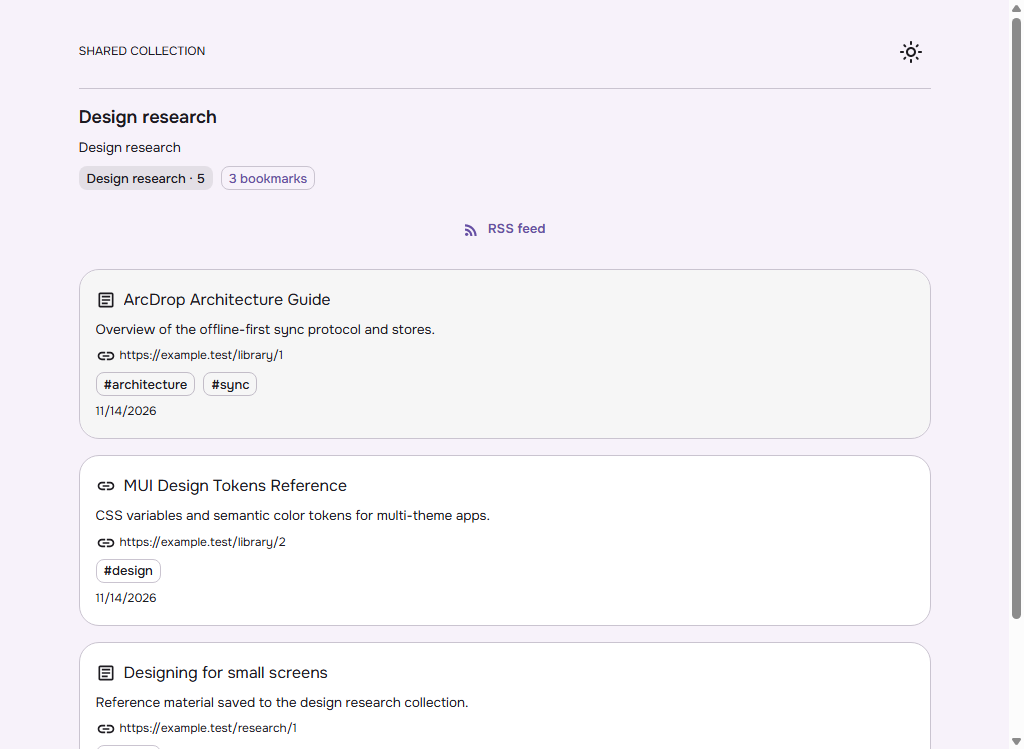 SHARED COLLECTION
Design research
Design research
Design research · 5
3 bookmarks
RSS feed
ArcDrop Architecture Guide
Overview of the offline-first sync protocol and stores.
https://example.test/library/1
#architecture
#sync
11/14/2026
MUI Design Tokens Reference
CSS variables and semantic color tokens for multi-theme apps.
https://example.test/library/2
#design
11/14/2026
Designing for small screens
Reference material saved to the design research collection.
https://example.test/research/1